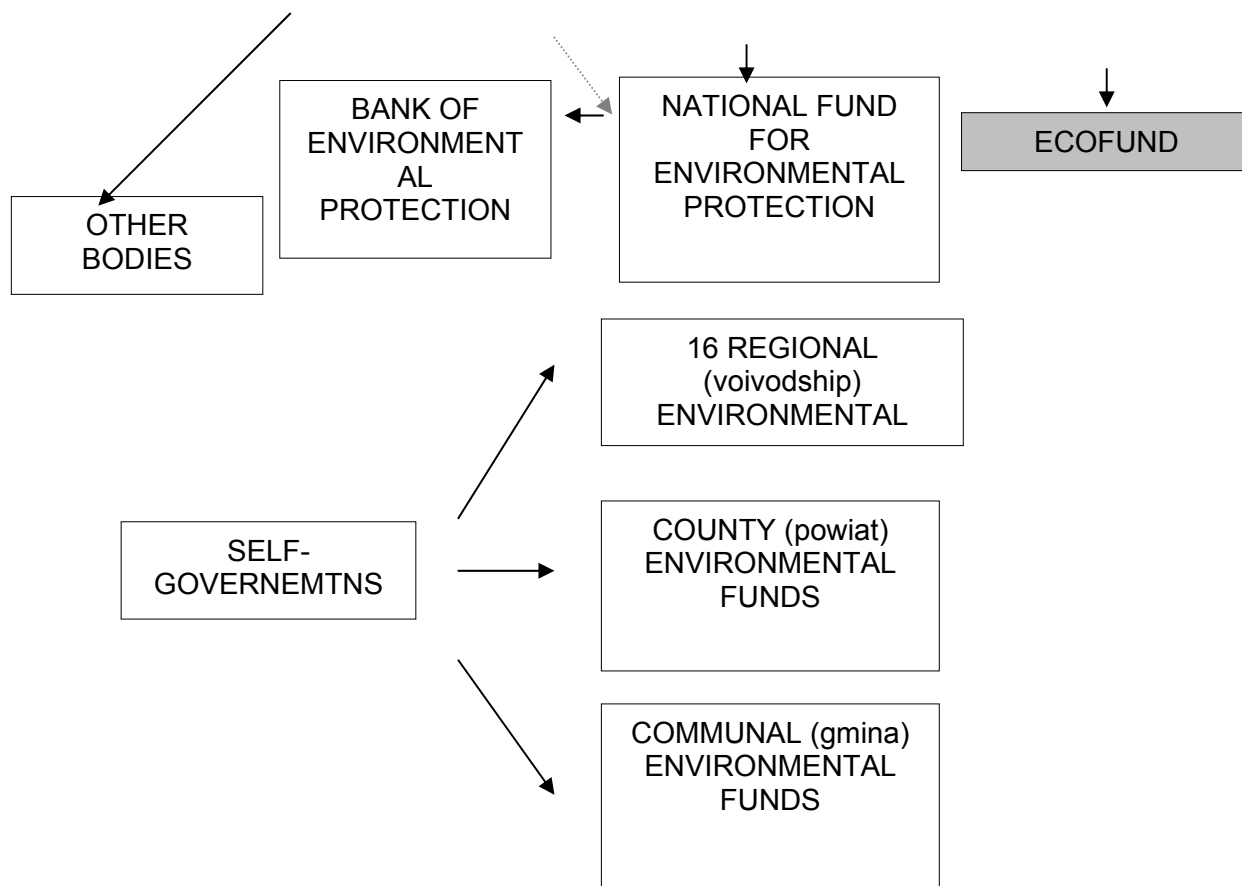 BANK OF
ENVIRONMENT
AL
PROTECTION
NATIONAL FUND
FOR
ENVIRONMENTAL
PROTECTION
ECOFUND
OTHER
BODIES
16 REGIONAL
(voivodship)
ENVIRONMENTAL
SELF-
GOVERNEMTNS
COUNTY (powiat)
ENVIRONMENTAL
FUNDS
COMMUNAL (gmina)
ENVIRONMENTAL
FUNDS